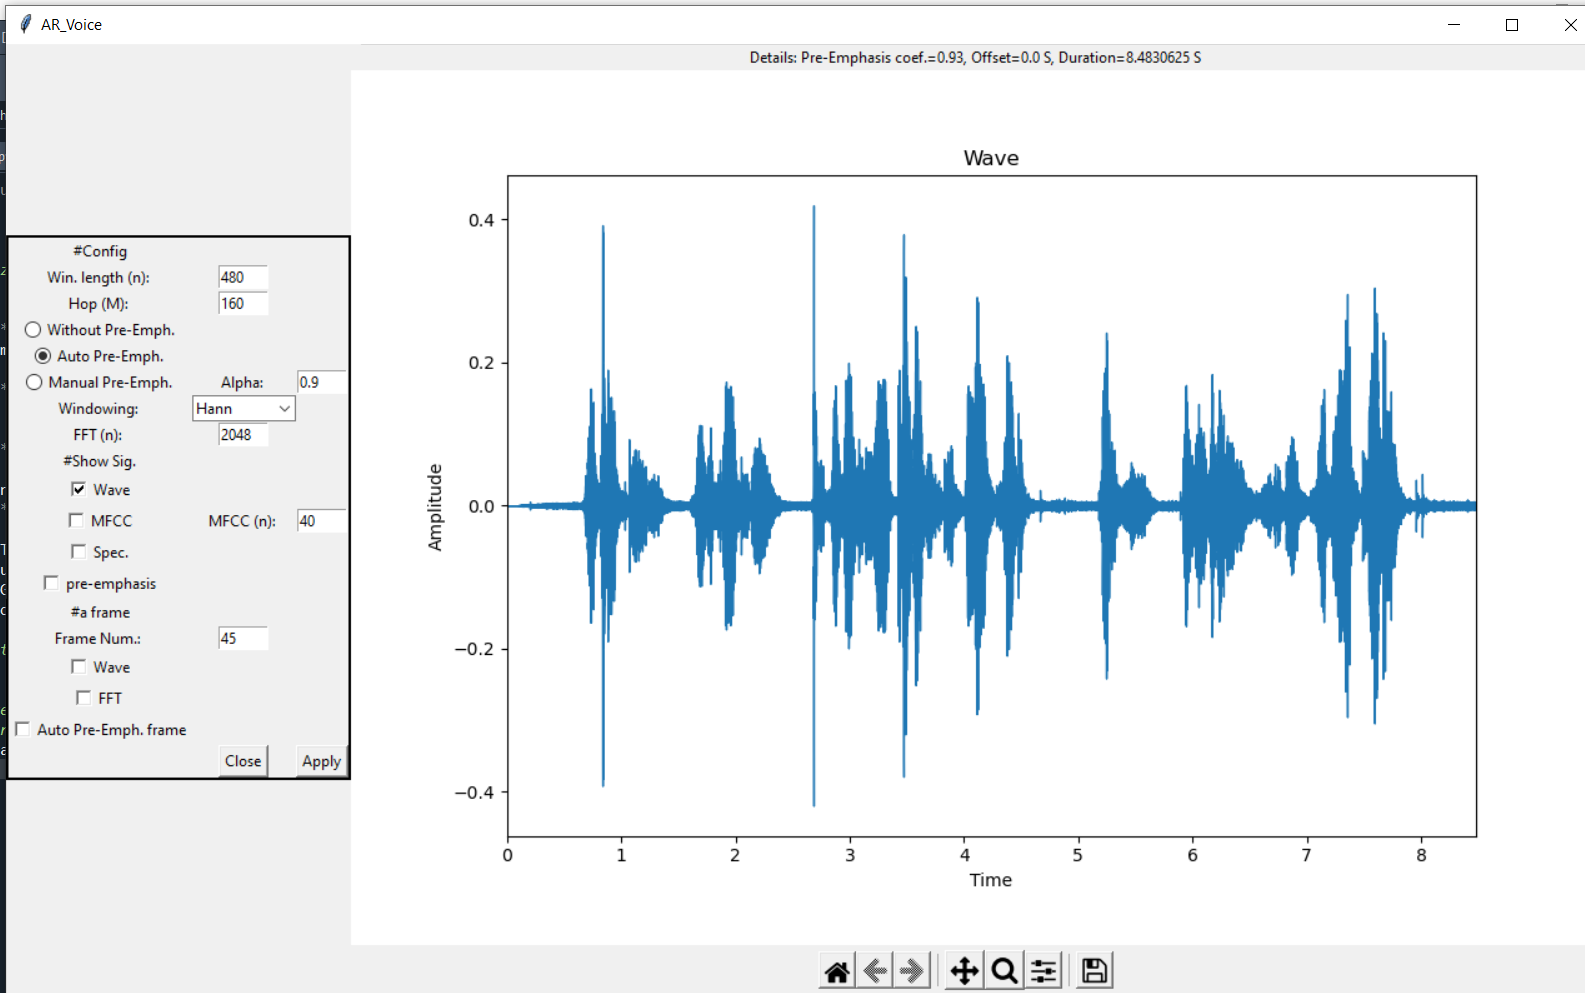 AR_Voice
Details: Pre-Emphasis coef.=0.93, Offset=0.0 S, Duration=8.4830625 S
#Config
Win. length (n): 480
Hop (M): 160
Without Pre-Emph.
Auto Pre-Emph.
Manual Pre-Emph. Alpha: 0.9
Windowing: Hann
FFT (n): 2048
#Show Sig.
Wave
MFCC MFCC (n): 40
Spec.
pre-emphasis
#a frame
Frame Num.: 45
Wave
FFT
Auto Pre-Emph. frame
Close Apply
Wave
Amplitude
0.4
0.2
0.0
−0.2
−0.4
0 1 2 3 4 5 6 7 8
Time